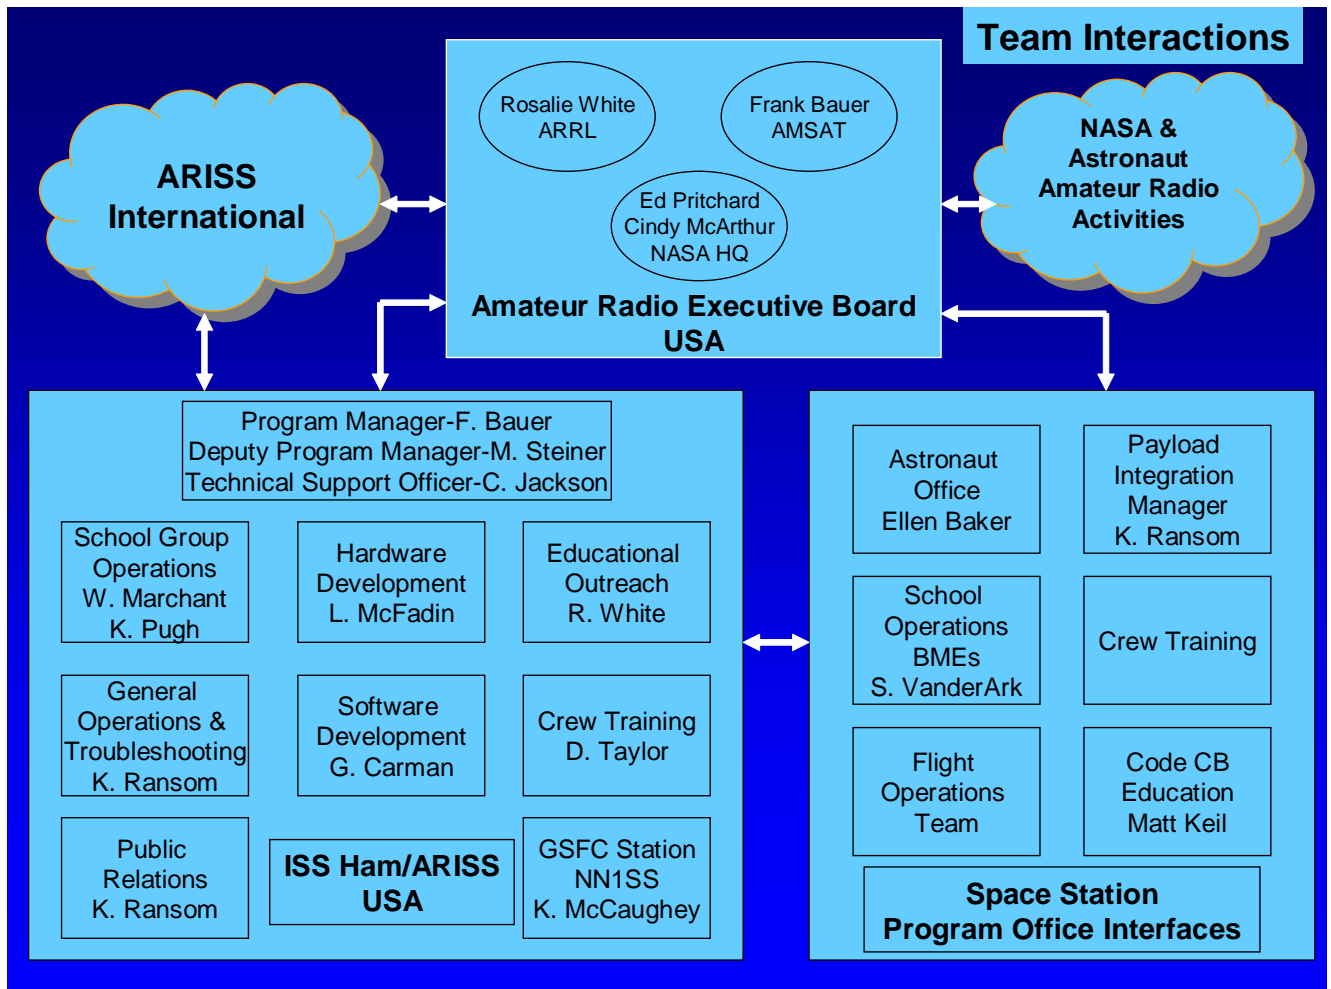 Team Interactions
Rosalie White
ARRL
Frank Bauer
AMSAT
Ed Pritchard
Cindy McArthur
NASA HQ
Amateur Radio Executive Board
USA
ARISS
International
NASA &
Astronaut
Amateur Radio
Activities
Program Manager-F. Bauer
Deputy Program Manager-M. Steiner
Technical Support Officer-C. Jackson
School Group
Operations
W. Marchant
K. Pugh
Hardware
Development
L. McFadin
Educational
Outreach
R. White
General
Operations &
Troubleshooting
K. Ransom
Software
Development
G. Carman
Crew Training
D. Taylor
Public
Relations
K. Ransom
ISS Ham/ARISS
USA
GSFC Station
NN1SS
K. McCaughey
Astronaut
Office
Ellen Baker
Payload
Integration
Manager
K. Ransom
School
Operations
BMEs
S. VanderArk
Crew Training
Flight
Operations
Team
Code CB
Education
Matt Keil
Space Station
Program Office Interfaces